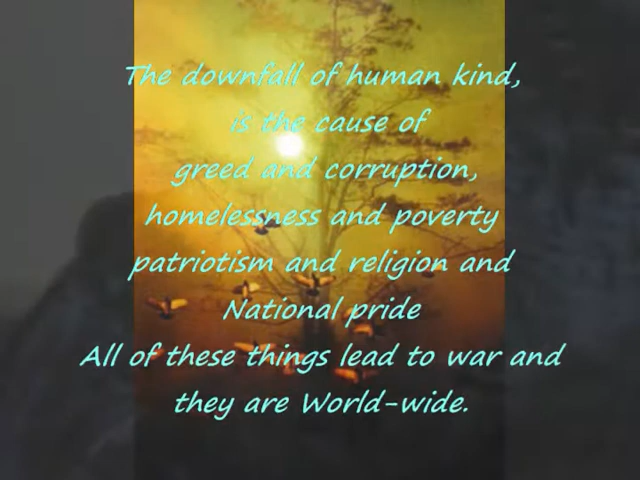 The downfall of human kind,
is the cause of
greed and corruption,
homelessness and poverty
patriotism and religion and
National pride
All of these things lead to war and
they are World-wide.